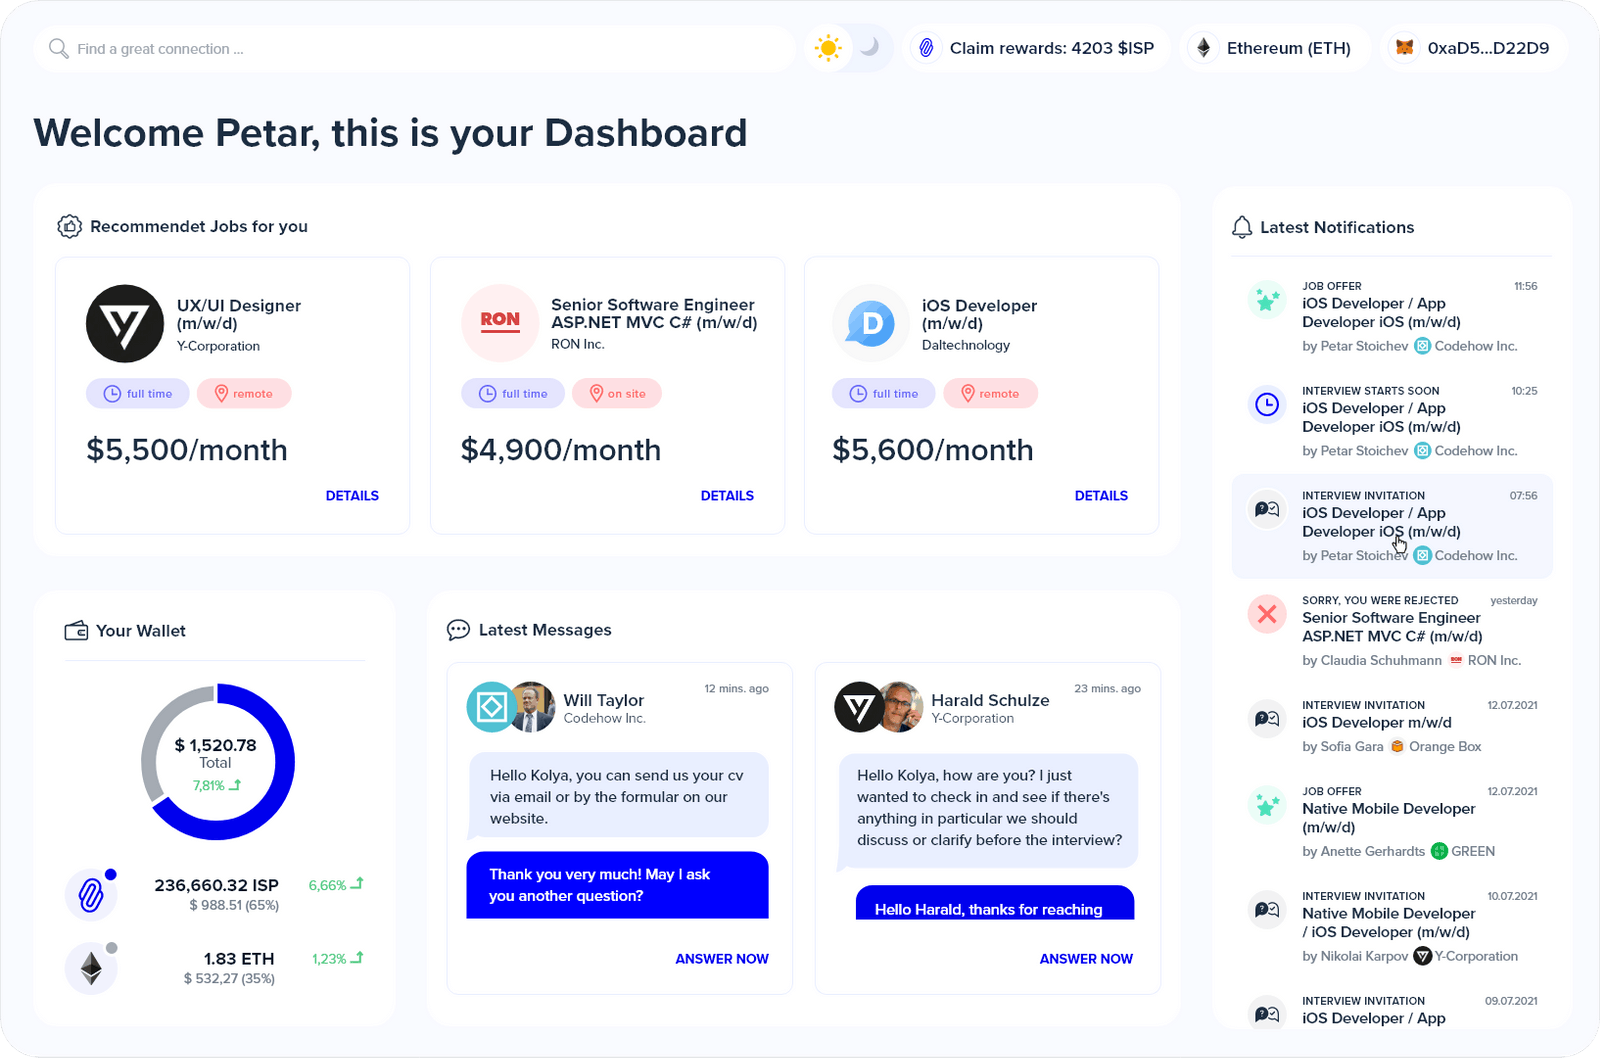 Find a great connection ...
Claim rewards: 4203 $ISP
Ethereum (ETH)
0xaD5...D22D9
Welcome Petar, this is your Dashboard
Recommendet Jobs for you
UX/UI Designer
(m/w/d)
Y-Corporation
full time
remote
$5,500/month
DETAILS
RON
Senior Software Engineer
ASP.NET MVC C# (m/w/d)
RON Inc.
full time
on site
$4,900/month
DETAILS
D
iOS Developer
(m/w/d)
Daltechnology
full time
remote
$5,600/month
DETAILS
Your Wallet
$ 1,520.78
Total
7,81%
236,660.32 ISP
6,66%
$ 988.51 (65%)
1.83 ETH
1,23%
$ 532,27 (35%)
Latest Messages
Will Taylor
12 mins. ago
Codehow Inc.
Hello Kolya, you can send us your cv
via email or by the formular on our
website.
Thank you very much! May I ask
you another question?
ANSWER NOW
Harald Schulze
23 mins. ago
Y-Corporation
Hello Kolya, how are you? I just
wanted to check in and see if there's
anything in particular we should
discuss or clarify before the interview?
Hello Harald, thanks for reaching
ANSWER NOW
Latest Notifications
JOB OFFER
11:56
iOS Developer / App
Developer iOS (m/w/d)
by Petar Stoichev Codehow Inc.
INTERVIEW STARTS SOON
10:25
iOS Developer / App
Developer iOS (m/w/d)
by Petar Stoichev Codehow Inc.
INTERVIEW INVITATION
07:56
iOS Developer / App
Developer iOS (m/w/d)
by Petar Stoichev Codehow Inc.
SORRY, YOU WERE REJECTED
yesterday
Senior Software Engineer
ASP.NET MVC C# (m/w/d)
by Claudia Schuhmann RON RON Inc.
INTERVIEW INVITATION
12.07.2021
iOS Developer m/w/d
by Sofia Gara Orange Box
JOB OFFER
12.07.2021
Native Mobile Developer
(m/w/d)
by Anette Gerhardts GREEN
INTERVIEW INVITATION
10.07.2021
Native Mobile Developer
/ iOS Developer (m/w/d)
by Nikolai Karpov Y-Corporation
INTERVIEW INVITATION
09.07.2021
iOS Developer / App